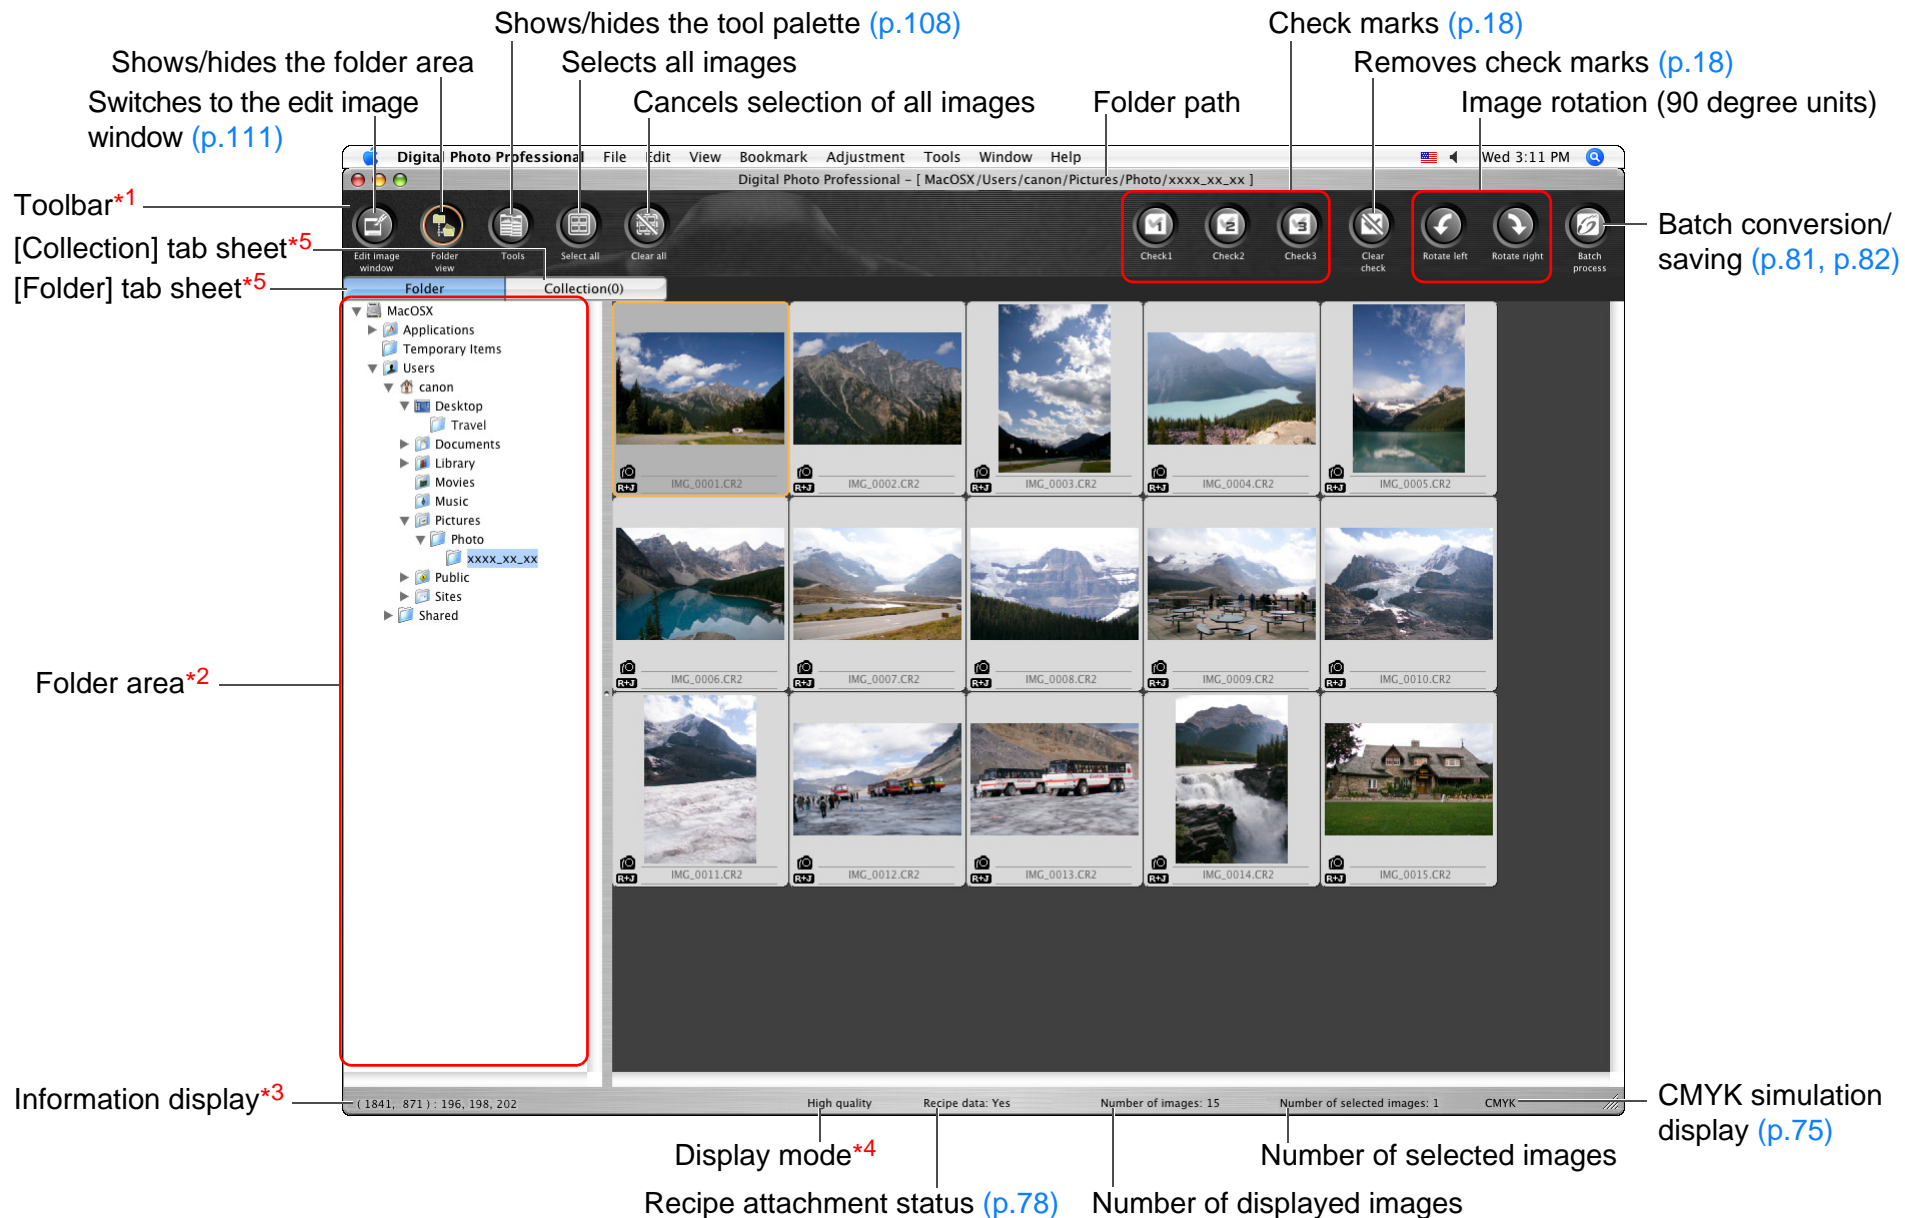 Shows/hides the tool palette (p.108)
Check marks (p.18)
Shows/hides the folder area
Selects all images
Removes check marks (p.18)
Switches to the edit image
window (p.111)
Cancels selection of all images
Folder path
Image rotation (90 degree units)
Digital Photo Professional File Edit View Bookmark Adjustment Tools Window Help
Wed 3:11 PM
Digital Photo Professional – [ MacOSX/Users/canon/Pictures/Photo/xxxx_xx_xx ]
Toolbar*1
[Collection] tab sheet*5
[Folder] tab sheet*5
Edit image
window
Folder
view
Tools
Select all
Clear all
Check1
Check2
Check3
Clear
check
Rotate left
Rotate right
Batch
process
Batch conversion/
saving (p.81, p.82)
Folder
Collection(0)
MacOSX
Applications
Temporary Items
Users
canon
Desktop
Travel
Documents
Library
Movies
Music
Pictures
Photo
xxxx_xx_xx
Public
Sites
Shared
Folder area*2
R+J IMG_0001.CR2
R+J IMG_0002.CR2
R+J IMG_0003.CR2
R+J IMG_0004.CR2
R+J IMG_0005.CR2
R+J IMG_0006.CR2
R+J IMG_0007.CR2
R+J IMG_0008.CR2
R+J IMG_0009.CR2
R+J IMG_0010.CR2
R+J IMG_0011.CR2
R+J IMG_0012.CR2
R+J IMG_0013.CR2
R+J IMG_0014.CR2
R+J IMG_0015.CR2
Information display*3
( 1841, 871 ) : 196, 198, 202
High quality
Recipe data: Yes
Number of images: 15
Number of selected images: 1
CMYK
CMYK simulation
display (p.75)
Display mode*4
Number of selected images
Recipe attachment status (p.78)
Number of displayed images